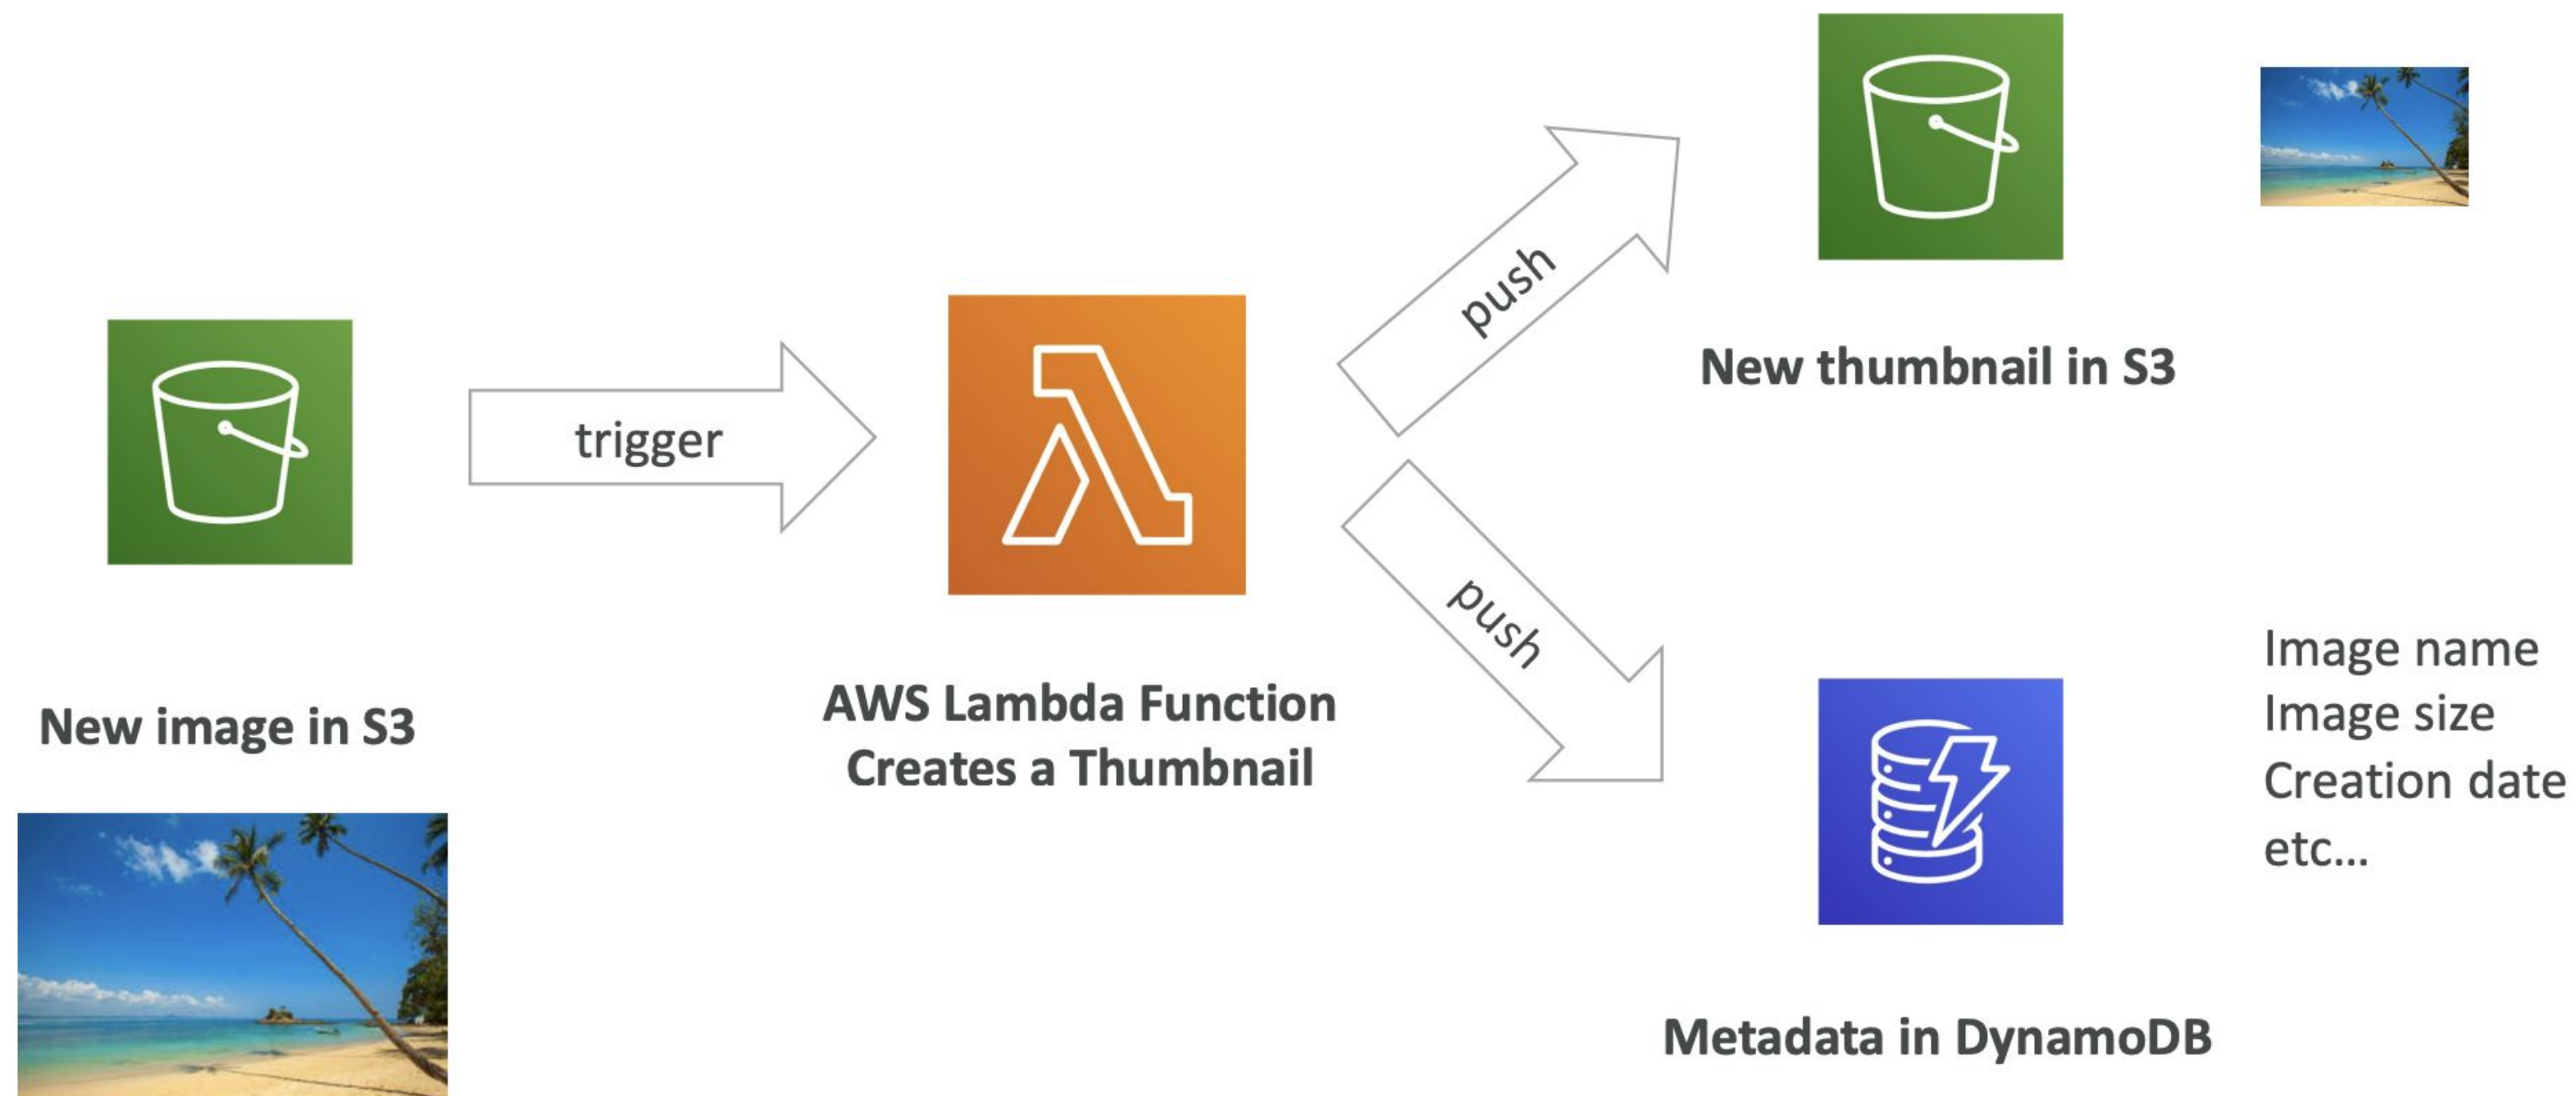 New image in S3
trigger
AWS Lambda Function
Creates a Thumbnail
push
New thumbnail in S3
push
Metadata in DynamoDB
Image name
Image size
Creation date
etc...